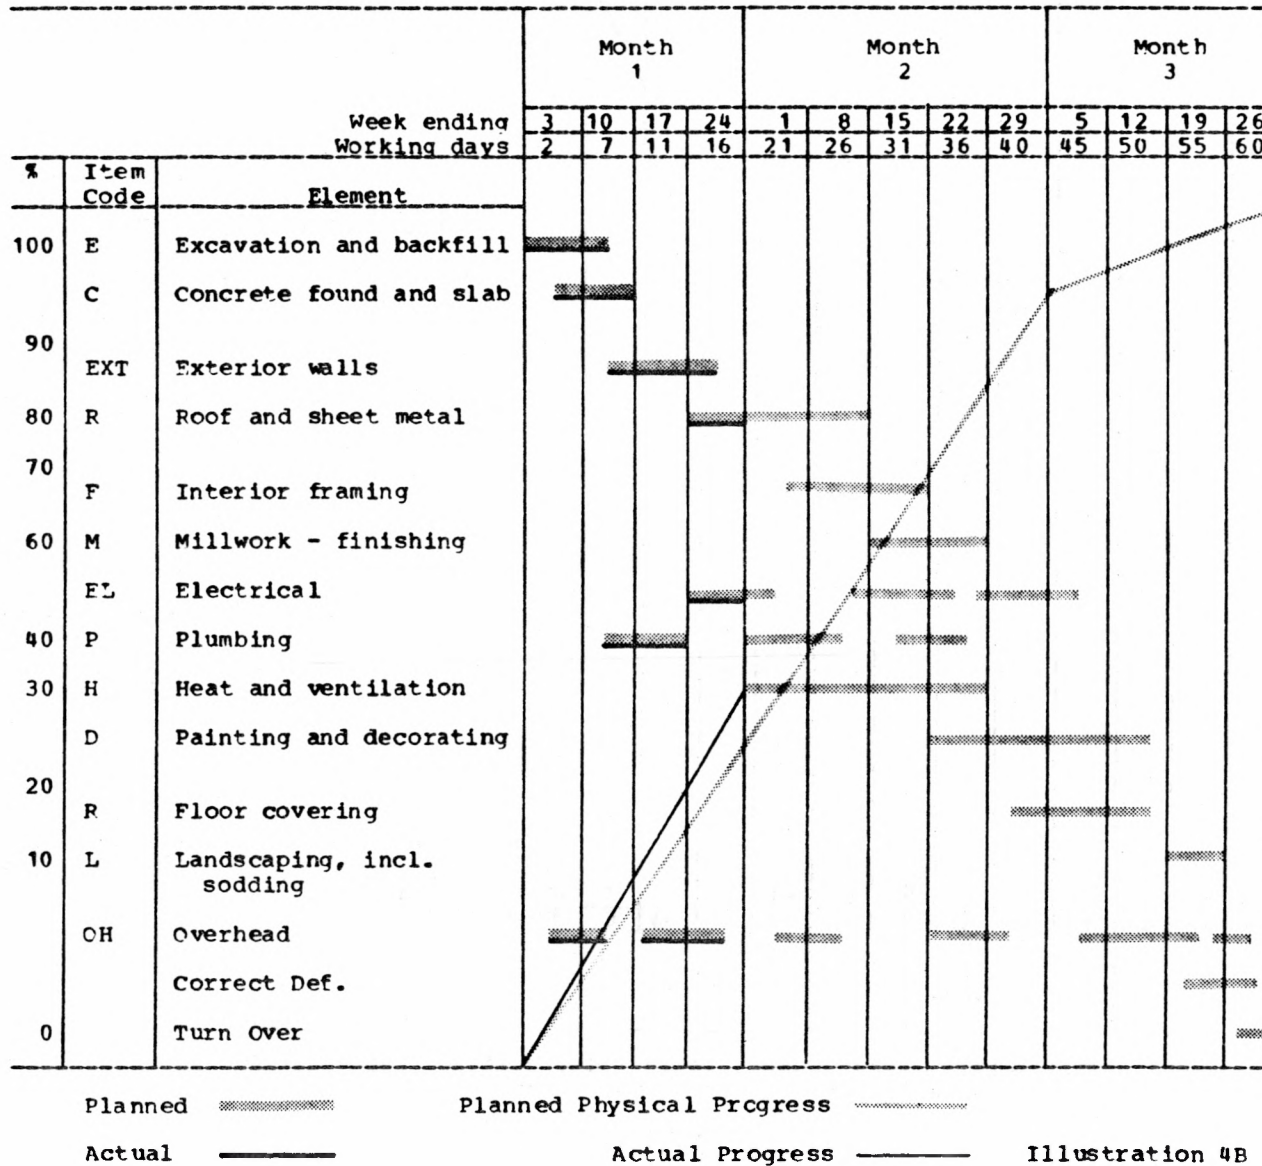 Month Month Month
1 2 3
Week ending 3 10 17 24 1 8 15 22 29 5 12 19 26
Working days 2 7 11 16 21 26 31 36 40 45 50 55 60
% Item
Code Element
100 E Excavation and backfill
C Concrete found and slab
90
EXT Exterior walls
80 R Roof and sheet metal
70
F Interior framing
60 M Millwork - finishing
EL Electrical
40 P Plumbing
30 H Heat and ventilation
D Painting and decorating
20
R Floor covering
10 L Landscaping, incl.
sodding
OH Overhead
Correct Def.
0 Turn Over
Planned Planned Physical Progress
Actual Actual Progress Illustration 4B